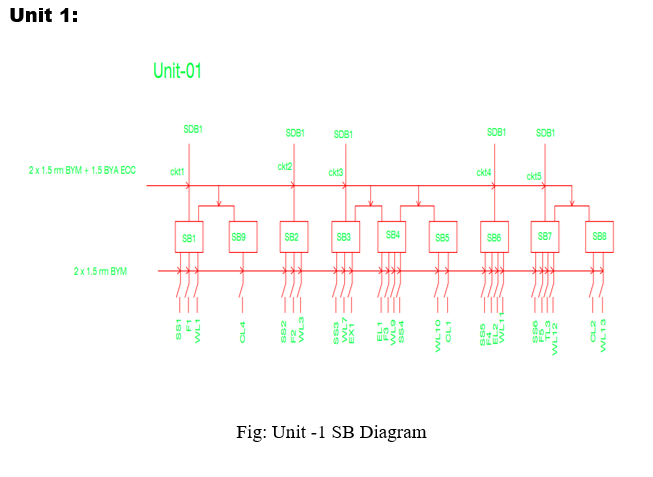 Unit 1:
Unit-01
SDB1 SDB1 SDB1 SDB1 SDB1
2 x 1.5 rm BYM + 1.5 BYA ECC ckt1 ckt2 ckt3 ckt4 ckt5
SB1 SB9 SB2 SB3 SB4 SB5 SB6 SB7 SB8
2 x 1.5 rm BYM
SS1 F1 WL1 CL4 SS2 F2 WL3 SS3 WL7 EX1 EL1 F3 WL9 SS4 WL10 CL1 SS5 F4 EL2 WL11 SS6 F5 TL3 WL12 CL2 WL13
Fig: Unit -1 SB Diagram